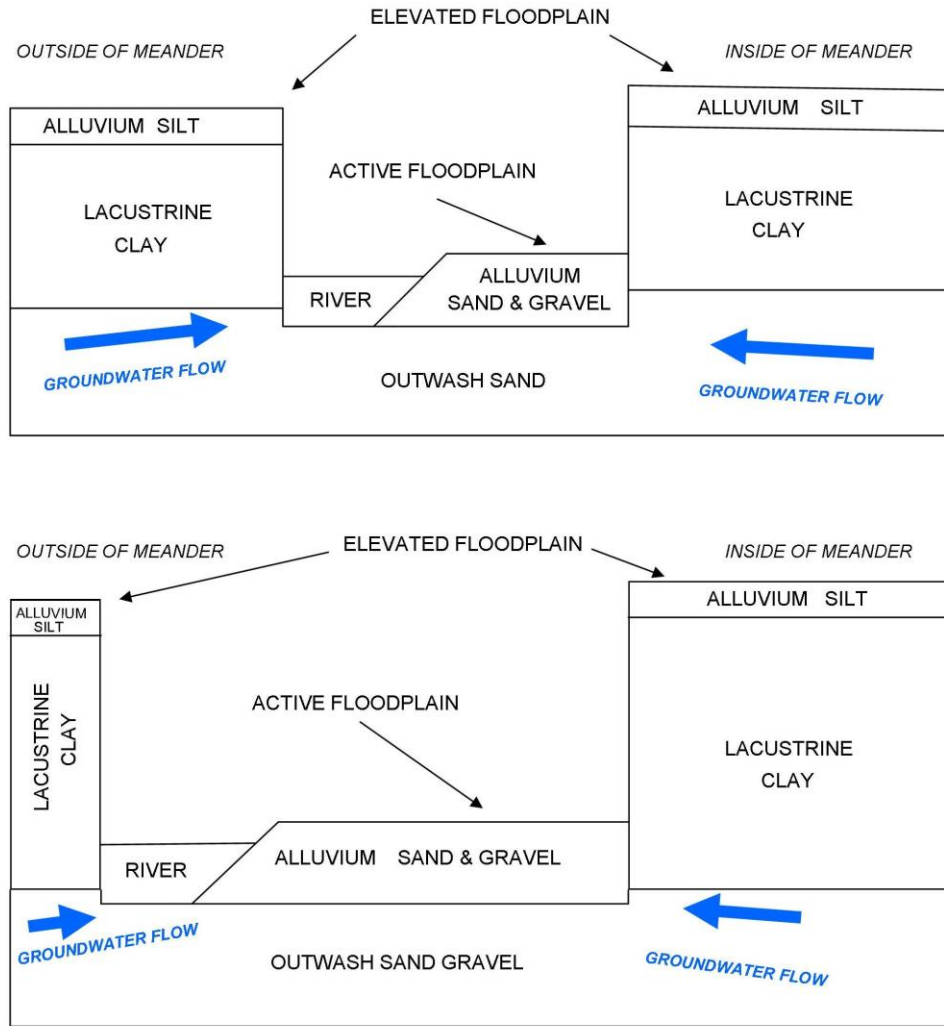 ELEVATED FLOODPLAIN
OUTSIDE OF MEANDER
INSIDE OF MEANDER
ALLUVIUM SILT
ALLUVIUM SILT
ACTIVE FLOODPLAIN
LACUSTRINE
CLAY
LACUSTRINE
CLAY
RIVER
ALLUVIUM
SAND & GRAVEL
GROUNDWATER FLOW
OUTWASH SAND
GROUNDWATER FLOW
OUTSIDE OF MEANDER
ELEVATED FLOODPLAIN
INSIDE OF MEANDER
ALLUVIUM
SILT
ALLUVIUM SILT
LACUSTRINE
CLAY
ACTIVE FLOODPLAIN
LACUSTRINE
CLAY
RIVER
ALLUVIUM SAND & GRAVEL
GROUNDWATER FLOW
OUTWASH SAND GRAVEL
GROUNDWATER FLOW